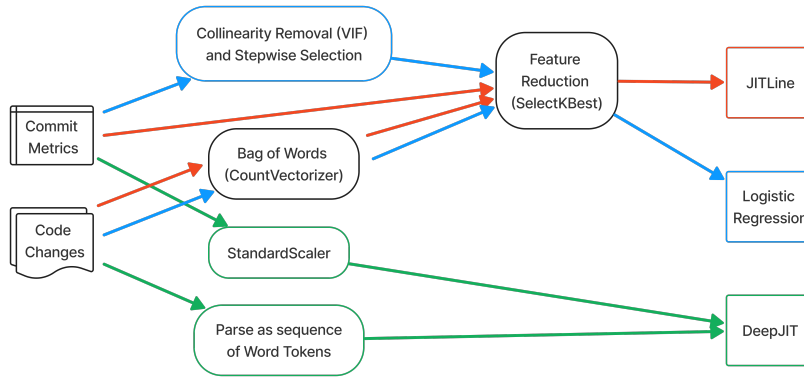 Collinearity Removal (VIF)
and Stepwise Selection
Feature
Reduction
(SelectKBest)
JITLine
Commit
Metrics
Bag of Words
(CountVectorizer)
Logistic
Regression
Code
Changes
StandardScaler
DeepJIT
Parse as sequence
of Word Tokens